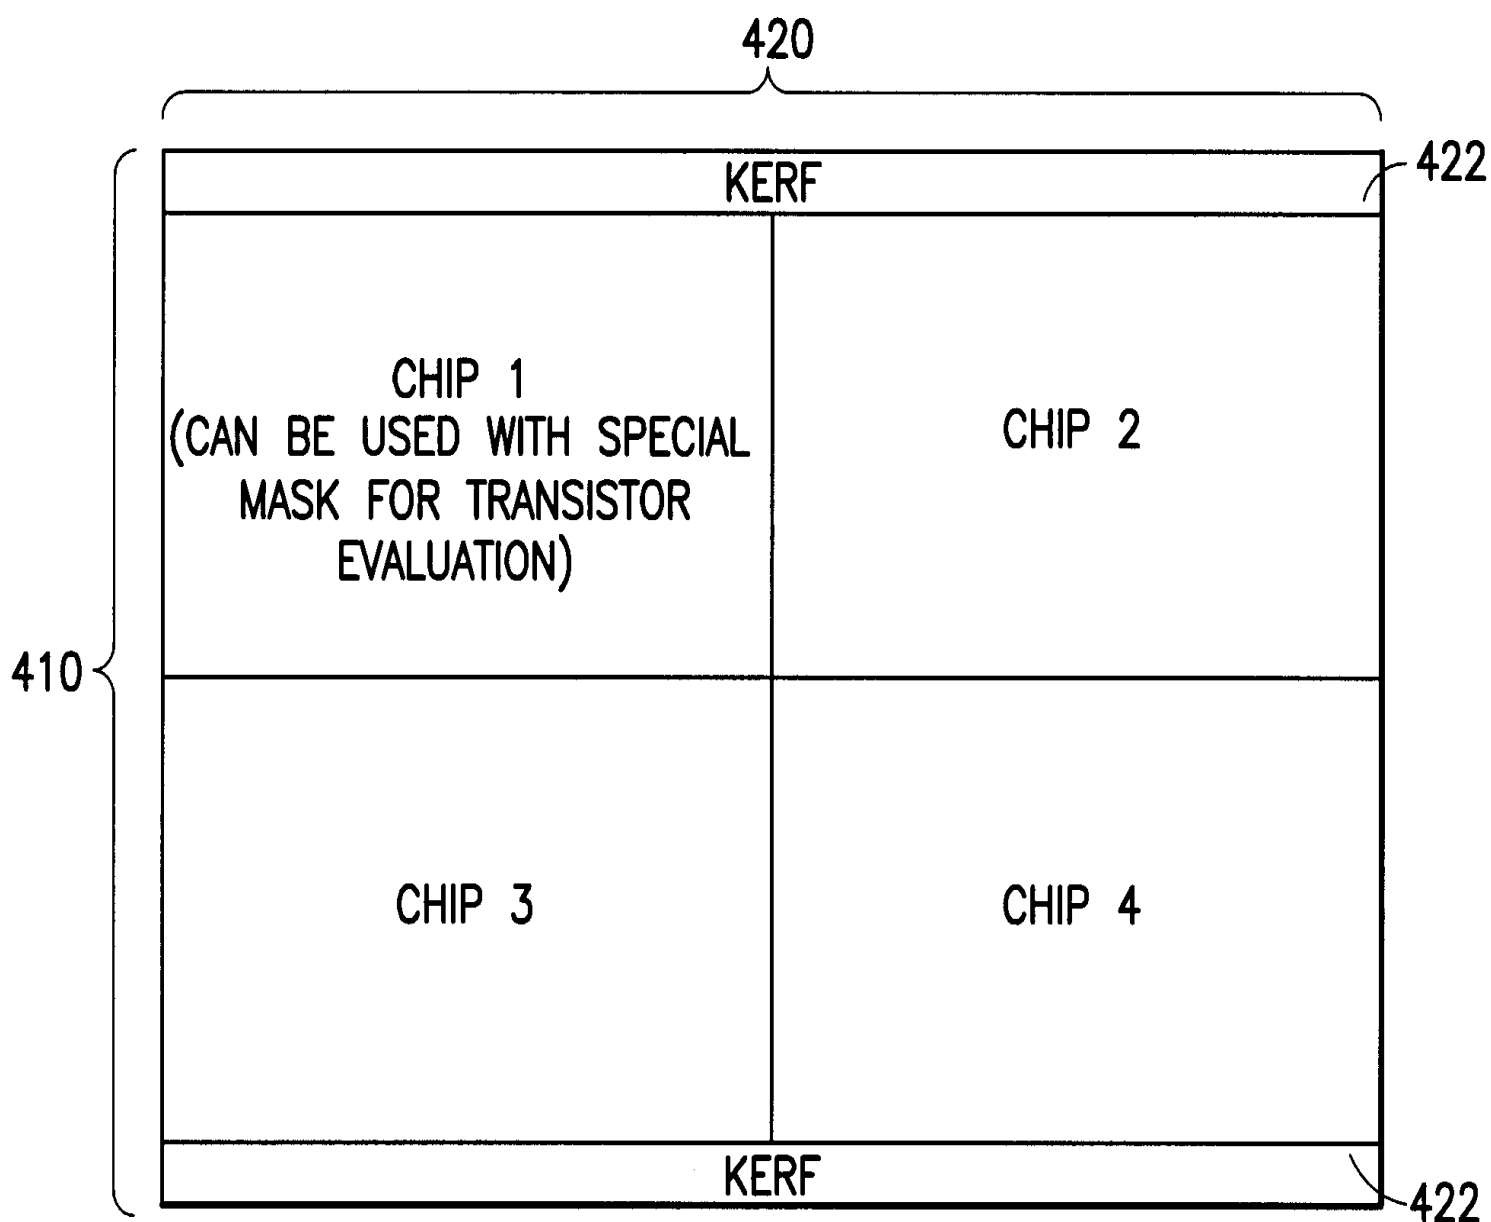 420
KERF
422
CHIP 1
(CAN BE USED WITH SPECIAL
MASK FOR TRANSISTOR
EVALUATION)
CHIP 2
410
CHIP 3
CHIP 4
KERF
422